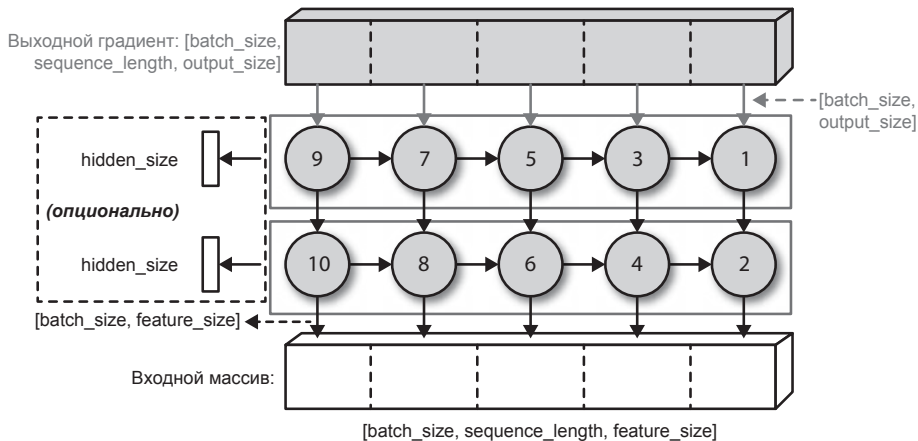 Выходной градиент: [batch_size,
sequence_length, output_size]
[batch_size,
output_size]
hidden_size
9 7 5 3 1
(опционально)
hidden_size
10 8 6 4 2
[batch_size, feature_size]
Входной массив:
[batch_size, sequence_length, feature_size]